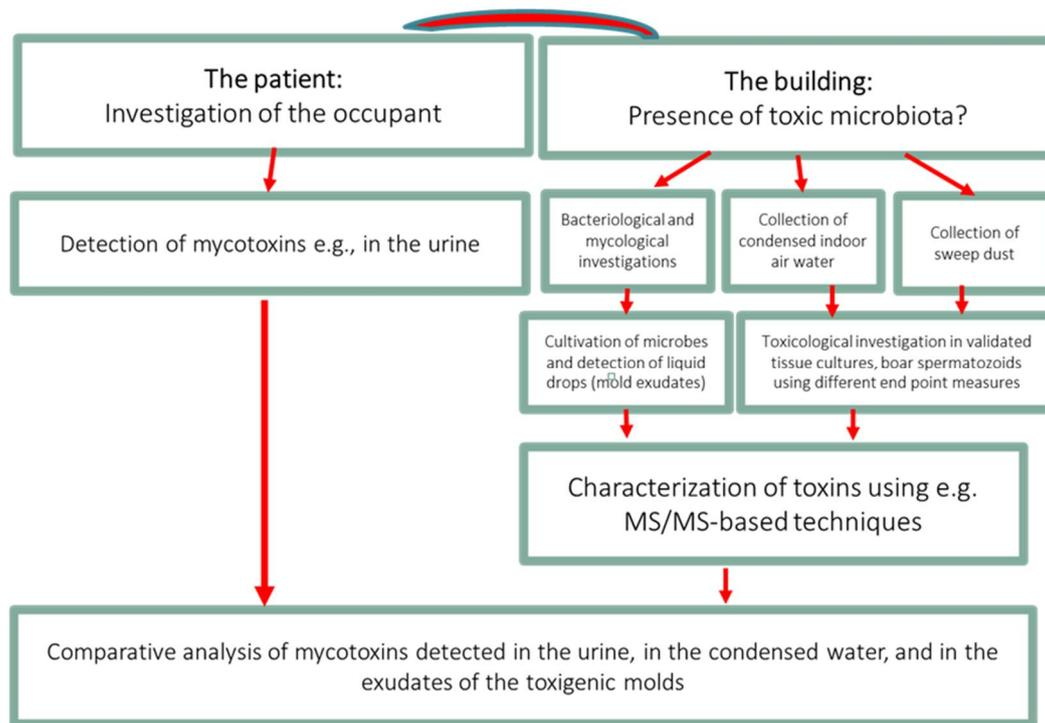 The patient:
Investigation of the occupant
The building:
Presence of toxic microbiota?
Detection of mycotoxins e.g., in the urine
Bacteriological and
mycological
investigations
Collection of
condensed indoor
air water
Collection of
sweep dust
Cultivation of microbes
and detection of liquid
drops (mold exudates)
Toxicological investigation in validated
tissue cultures, boar spermatozoids
using different end point measures
Characterization of toxins using e.g.
MS/MS-based techniques
Comparative analysis of mycotoxins detected in the urine, in the condensed water, and in the
exudates of the toxigenic molds